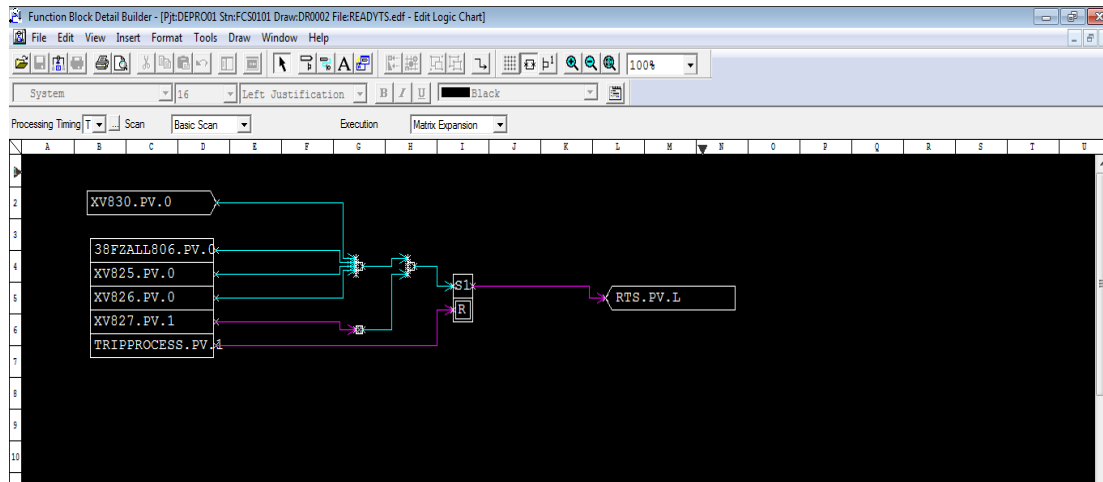 Function Block Detail Builder - [Pjt:DEPRO01 Stn:FCS0101 Draw:DR0002 File:READYTS.edf - Edit Logic Chart]
File Edit View Insert Format Tools Draw Window Help
100%
System 16 Left Justification B I U Black
Processing Timing T ... Scan Basic Scan Execution Matrix Expansion
A B C D E F G H I J K L M N O P Q R S T U
2 XV830.PV.0
3
38FZALL806.PV.0
4
XV825.PV.0
S1
5 XV826.PV.0 RTS.PV.L
R
XV827.PV.1
6
TRIPPROCESS.PV.1
7
8
9
10